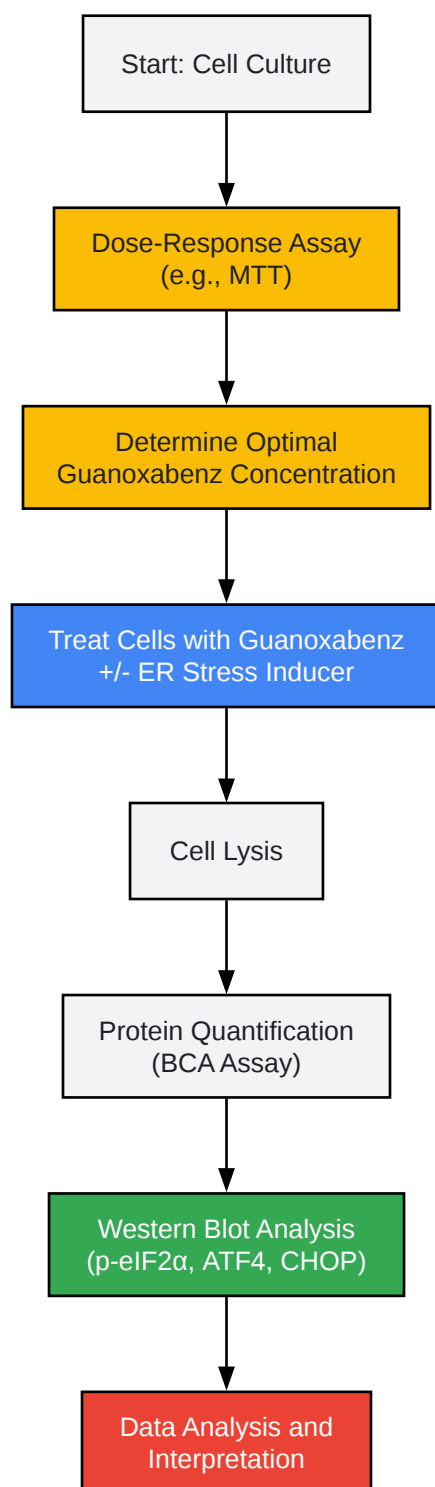 Start: Cell Culture
Dose-Response Assay
(e.g., MTT)
Determine Optimal
Guanoxabenz Concentration
Treat Cells with Guanoxabenz
+/- ER Stress Inducer
Cell Lysis
Protein Quantification
(BCA Assay)
Western Blot Analysis
(p-eIF2α, ATF4, CHOP)
Data Analysis and
Interpretation